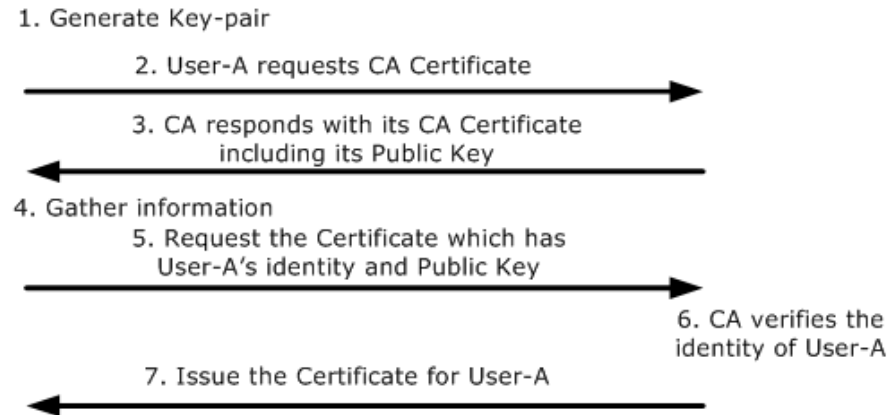 1. Generate Key-pair
2. User-A requests CA Certificate
3. CA responds with its CA Certificate
including its Public Key
4. Gather information
5. Request the Certificate which has
User-A's identity and Public Key
6. CA verifies the
identity of User-A
7. Issue the Certificate for User-A